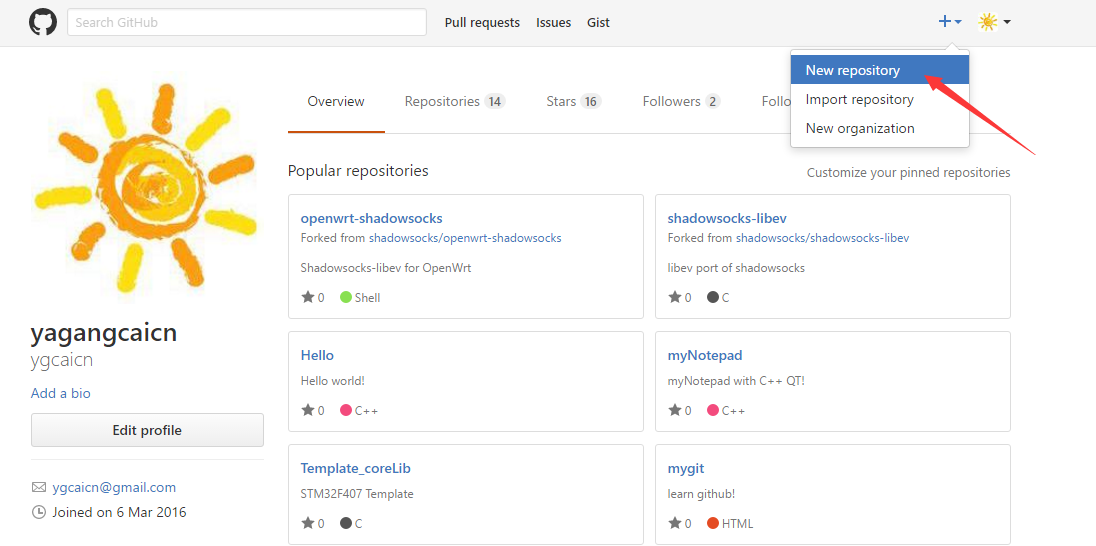 Search GitHub Pull requests Issues Gist
New repository
Import repository
New organization
Overview Repositories 14 Stars 16 Followers 2 Follo
Popular repositories Customize your pinned repositories
openwrt-shadowsocks
Forked from shadowsocks/openwrt-shadowsocks
Shadowsocks-libev for OpenWrt
0 Shell
shadowsocks-libev
Forked from shadowsocks/shadowsocks-libev
libev port of shadowsocks
0 C
yagangcaicn
ygcaicn
Add a bio
Edit profile
ygcaicn@gmail.com
Joined on 6 Mar 2016
Hello
Hello world!
0 C++
myNotepad
myNotepad with C++ QT!
0 C++
Template_coreLib
STM32F407 Template
0 C
mygit
learn github!
0 HTML